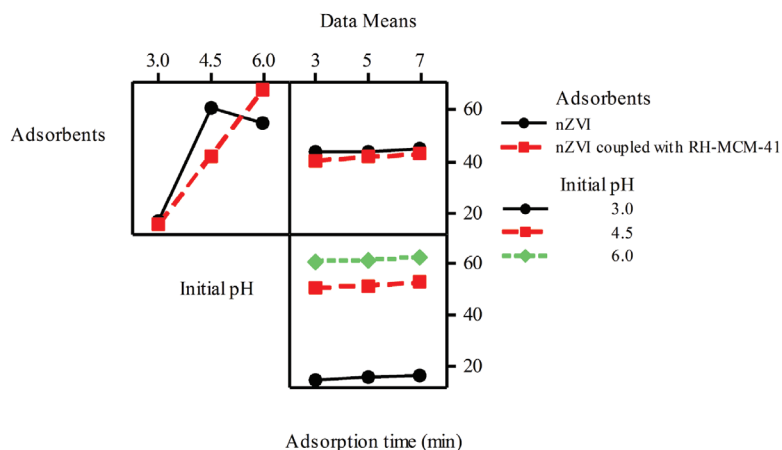 Data Means
3.0 4.5 6.0 3 5 7
Adsorbents
60
40
20
Adsorbents
nZVI
nZVI coupled with RH-MCM-41
Initial pH
3.0
4.5
6.0
Initial pH
60
40
20
Adsorption time (min)